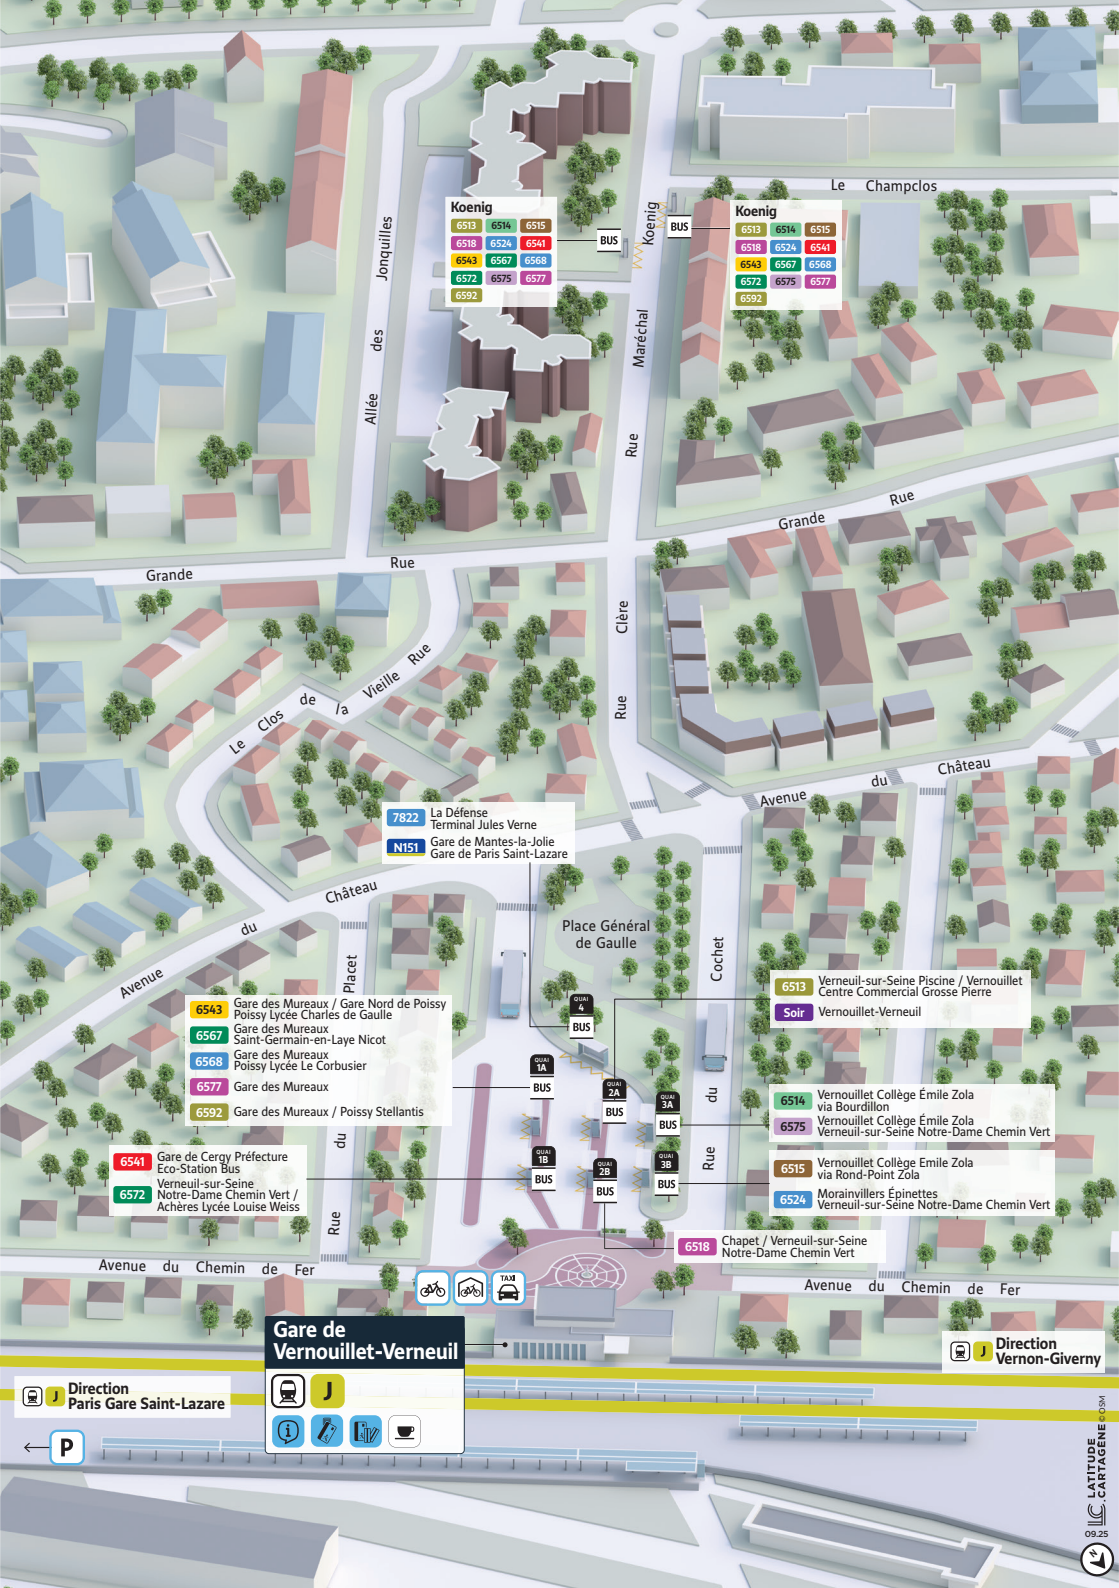 Le Champclos
Koenig
6513 6514 6515
6518 6524 6541
6543 6567 6568
6572 6575 6577
6592
BUS
Koenig
BUS
Koenig
6513 6514 6515
6518 6524 6541
6543 6567 6568
6572 6575 6577
6592
Allée des Jonquilles
Rue Maréchal
Grande Rue
Grande Rue
Rue Clère
Le Clos de la Vieille Rue
Avenue du Château
7822 La Défense
Terminal Jules Verne
N151 Gare de Mantes-la-Jolie
Gare de Paris Saint-Lazare
Avenue du Château
Place Général
de Gaulle
Rue du Cochet
Rue du Placet
6513 Verneuil-sur-Seine Piscine / Vernouillet
Centre Commercial Grosse Pierre
Soir Vernouillet-Verneuil
6543 Gare des Mureaux / Gare Nord de Poissy
Poissy Lycée Charles de Gaulle
6567 Gare des Mureaux
Saint-Germain-en-Laye Nicot
6568 Gare des Mureaux
Poissy Lycée Le Corbusier
6577 Gare des Mureaux
6592 Gare des Mureaux / Poissy Stellantis
QUAI
4
BUS
QUAI
1A
BUS
QUAI
2A
BUS
QUAI
3A
BUS
6514 Vernouillet Collège Émile Zola
via Bourdillon
6575 Vernouillet Collège Émile Zola
Verneuil-sur-Seine Notre-Dame Chemin Vert
6541 Gare de Cergy Préfecture
Eco-Station Bus
6572 Verneuil-sur-Seine
Notre-Dame Chemin Vert /
Achères Lycée Louise Weiss
QUAI
1B
BUS
QUAI
2B
BUS
QUAI
3B
BUS
6515 Vernouillet Collège Emile Zola
via Rond-Point Zola
6524 Morainvillers Épinettes
Verneuil-sur-Seine Notre-Dame Chemin Vert
6518 Chapet / Verneuil-sur-Seine
Notre-Dame Chemin Vert
Avenue du Chemin de Fer
Avenue du Chemin de Fer
TAXI
Gare de
Vernouillet-Verneuil
J
i
J Direction
Vernon-Giverny
J Direction
Paris Gare Saint-Lazare
P
LC LATITUDE
CARTAGÈNE © OSM
09.25
N